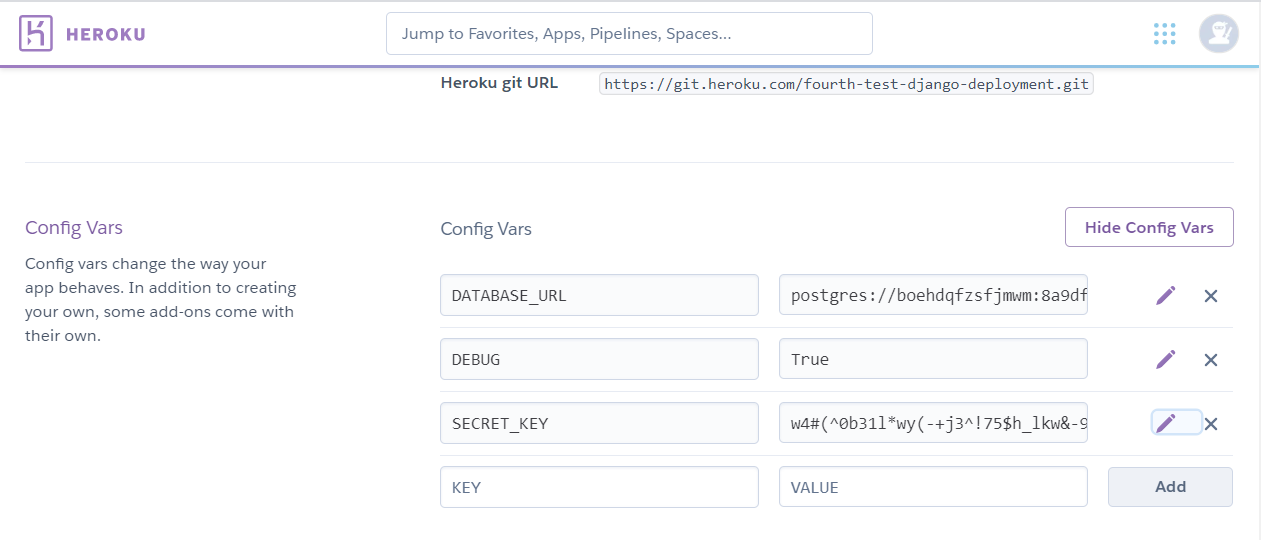 HEROKU
Jump to Favorites, Apps, Pipelines, Spaces...
Heroku git URL
https://git.heroku.com/fourth-test-django-deployment.git
Config Vars
Config vars change the way your
app behaves. In addition to creating
your own, some add-ons come with
their own.
Config Vars
Hide Config Vars
DATABASE_URL
postgres://boehdqfzsfjmwm:8a9df
DEBUG
True
SECRET_KEY
w4#(^0b31l*wy(-+j3^!75$h_lkw&-9
KEY
VALUE
Add